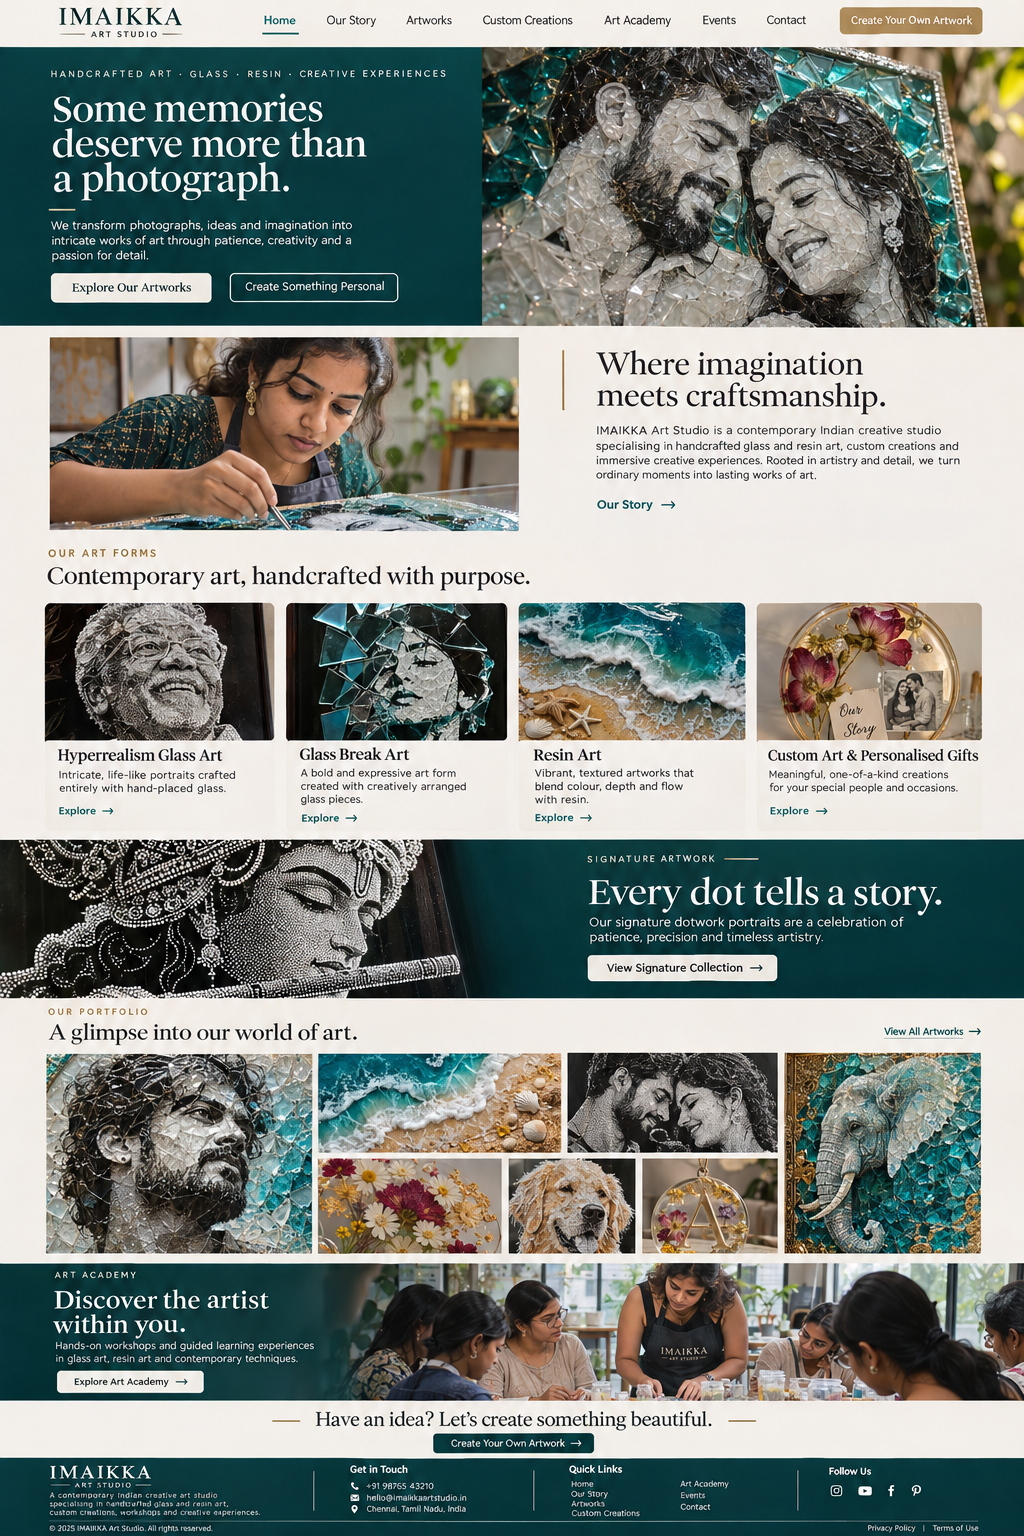 IMAIKKA
ART STUDIO
Home
Our Story
Artworks
Custom Creations
Art Academy
Events
Contact
Create Your Own Artwork
HANDCRAFTED ART · GLASS · RESIN · CREATIVE EXPERIENCES
Some memories
deserve more than
a photograph.
We transform photographs, ideas and imagination into
intricate works of art through patience, creativity and a
passion for detail.
Explore Our Artworks
Create Something Personal
Where imagination
meets craftsmanship.
IMAIKKA Art Studio is a contemporary Indian creative studio
specialising in handcrafted glass and resin art, custom creations and
immersive creative experiences. Rooted in artistry and detail, we turn
ordinary moments into lasting works of art.
Our Story →
OUR ART FORMS
Contemporary art, handcrafted with purpose.
Our
Story
Hyperrealism Glass Art
Intricate, life-like portraits crafted
entirely with hand-placed glass.
Explore →
Glass Break Art
A bold and expressive art form
created with creatively arranged
glass pieces.
Explore →
Resin Art
Vibrant, textured artworks that
blend colour, depth and flow
with resin.
Explore →
Custom Art & Personalised Gifts
Meaningful, one-of-a-kind creations
for your special people and occasions.
Explore →
SIGNATURE ARTWORK
Every dot tells a story.
Our signature dotwork portraits are a celebration of
patience, precision and timeless artistry.
View Signature Collection →
OUR PORTFOLIO
A glimpse into our world of art.
View All Artworks →
A
ART ACADEMY
Discover the artist
within you.
Hands-on workshops and guided learning experiences
in glass art, resin art and contemporary techniques.
Explore Art Academy →
IMAIKKA
ART STUDIO
Have an idea? Let's create something beautiful.
Create Your Own Artwork →
IMAIKKA
ART STUDIO
A contemporary Indian creative art studio
specialising in handcrafted glass and resin art,
custom creations, workshops and creative experiences.
Get in Touch
+91 98765 43210
hello@imaikkaartstudio.in
Chennai, Tamil Nadu, India
Quick Links
Home
Our Story
Artworks
Custom Creations
Art Academy
Events
Contact
Follow Us
© 2025 IMAIKKA Art Studio. All rights reserved.
Privacy Policy | Terms of Use